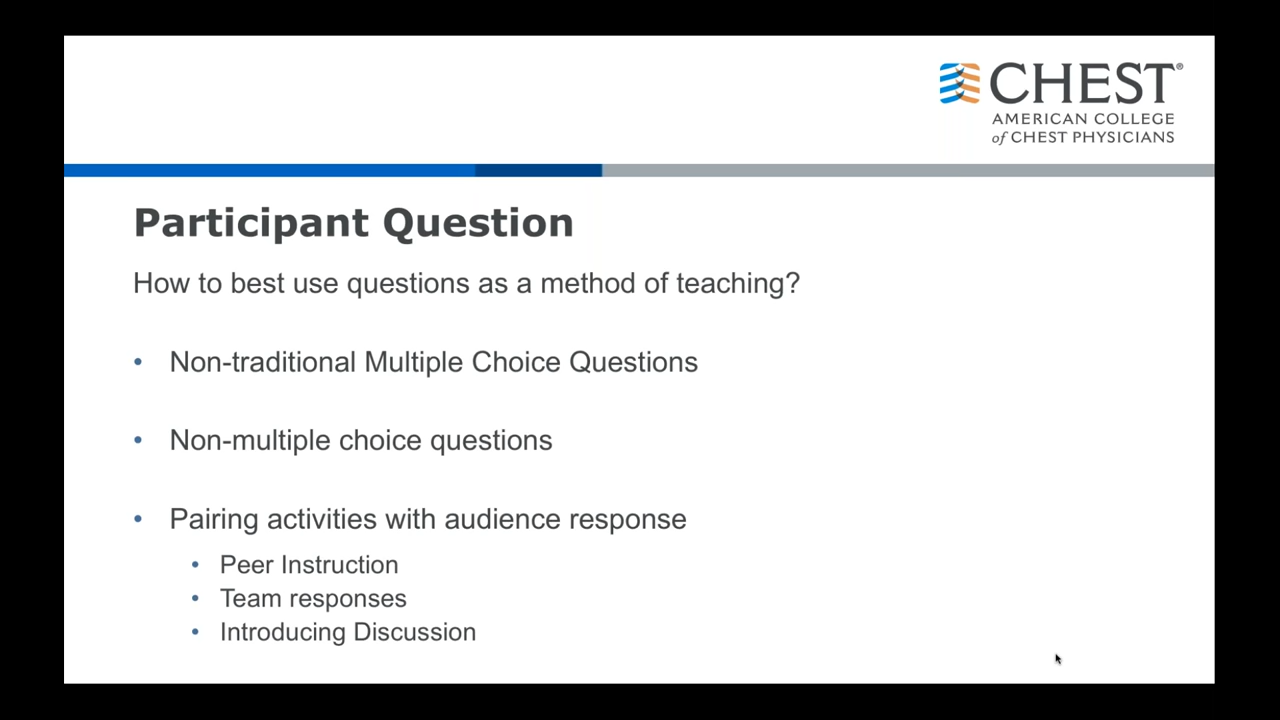 CHEST®
AMERICAN COLLEGE
of CHEST PHYSICIANS
Participant Question
How to best use questions as a method of teaching?
• Non-traditional Multiple Choice Questions
• Non-multiple choice questions
• Pairing activities with audience response
• Peer Instruction
• Team responses
• Introducing Discussion